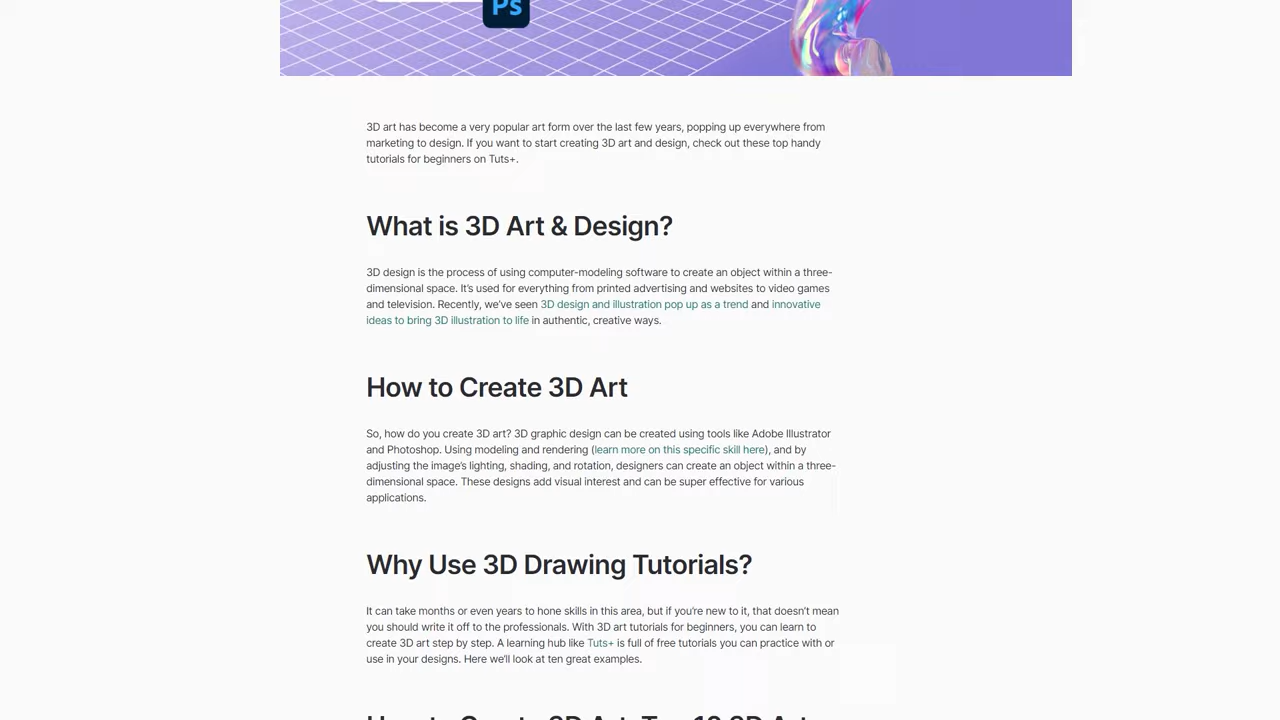 Ps
3D art has become a very popular art form over the last few years, popping up everywhere from
marketing to design. If you want to start creating 3D art and design, check out these top handy
tutorials for beginners on Tuts+.
What is 3D Art & Design?
3D design is the process of using computer-modeling software to create an object within a three-
dimensional space. It’s used for everything from printed advertising and websites to video games
and television. Recently, we’ve seen 3D design and illustration pop up as a trend and innovative
ideas to bring 3D illustration to life in authentic, creative ways.
How to Create 3D Art
So, how do you create 3D art? 3D graphic design can be created using tools like Adobe Illustrator
and Photoshop. Using modeling and rendering (learn more on this specific skill here), and by
adjusting the image’s lighting, shading, and rotation, designers can create an object within a three-
dimensional space. These designs add visual interest and can be super effective for various
applications.
Why Use 3D Drawing Tutorials?
It can take months or even years to hone skills in this area, but if you’re new to it, that doesn’t mean
you should write it off to the professionals. With 3D art tutorials for beginners, you can learn to
create 3D art step by step. A learning hub like Tuts+ is full of free tutorials you can practice with or
use in your designs. Here we’ll look at ten great examples.
How to Create 3D Art: Top 10 3D Art